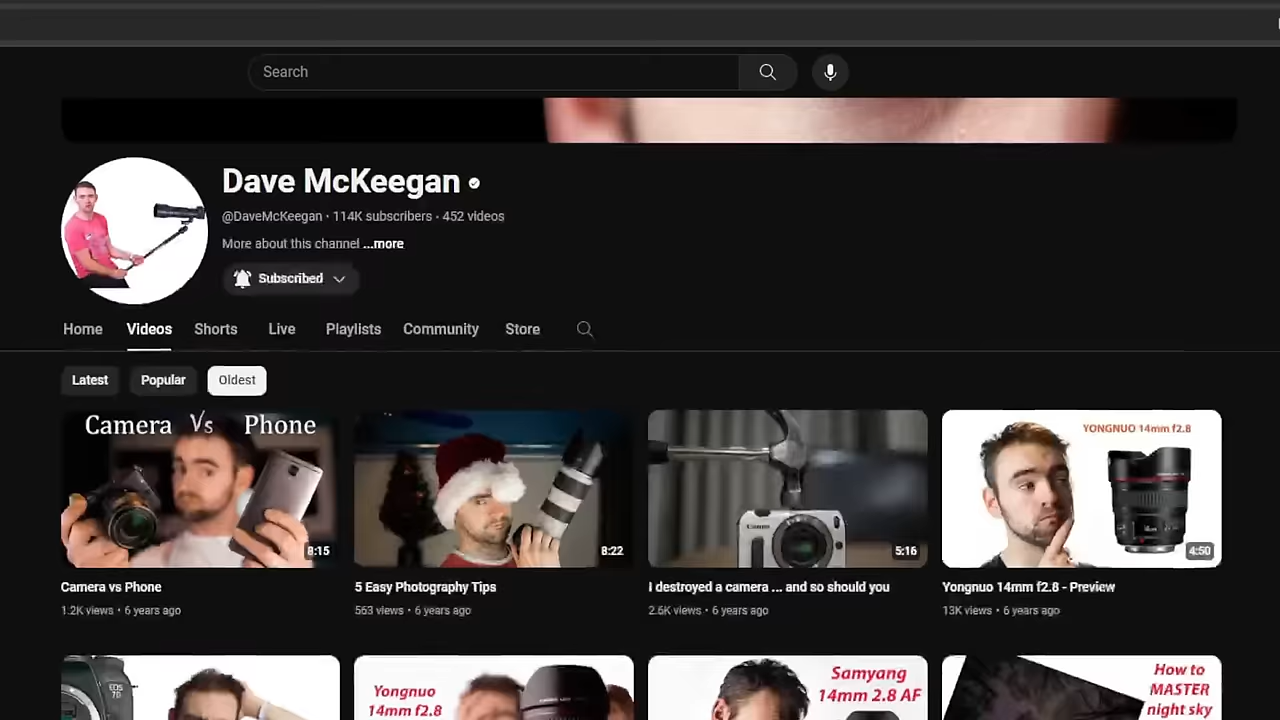 Search
Dave McKeegan
@DaveMcKeegan · 114K subscribers · 452 videos
More about this channel ...more
Subscribed
Home Videos Shorts Live Playlists Community Store
Latest Popular Oldest
Camera Vs Phone
8:15
8:22
Canon
5:16
YONGNUO 14mm f2.8
4:50
Camera vs Phone
1.2K views · 6 years ago
5 Easy Photography Tips
563 views · 6 years ago
I destroyed a camera ... and so should you
2.6K views · 6 years ago
Yongnuo 14mm f2.8 - Preview
13K views · 6 years ago
EOS
7D
Yongnuo
14mm f2.8
Samyang
14mm 2.8 AF
How to
MASTER
night sky